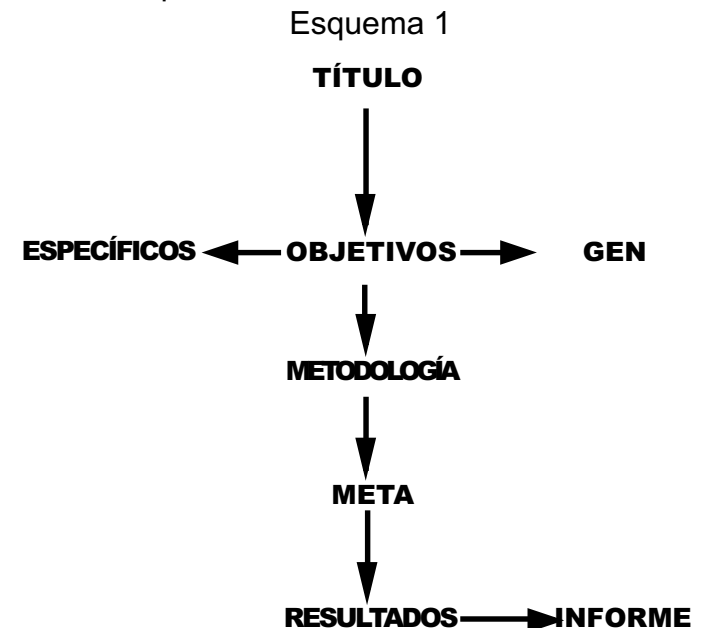 Esquema 1
TÍTULO
ESPECÍFICOS OBJETIVOS GEN
METODOLOGÍA
META
RESULTADOS INFORME